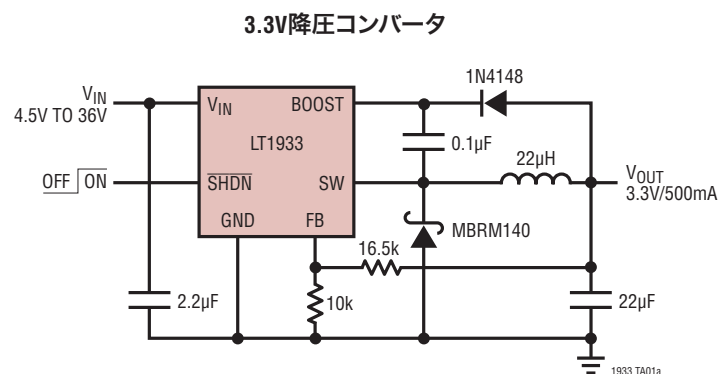 3.3V降圧コンバータ
1N4148
VIN
4.5V TO 36V
VIN
BOOST
LT1933
0.1µF
22µH
VOUT
3.3V/500mA
OFF ON
SHDN
SW
GND
FB
MBRM140
16.5k
2.2µF
10k
22µF
1933 TA01a